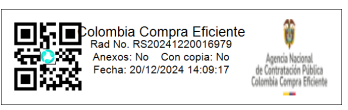 Colombia Compra Eficiente
Rad No. RS20241220016979
Anexos: No Con copia: No
Fecha: 20/12/2024 14:09:17
Agencia Nacional
de Contratación Pública
Colombia Compra Eficiente